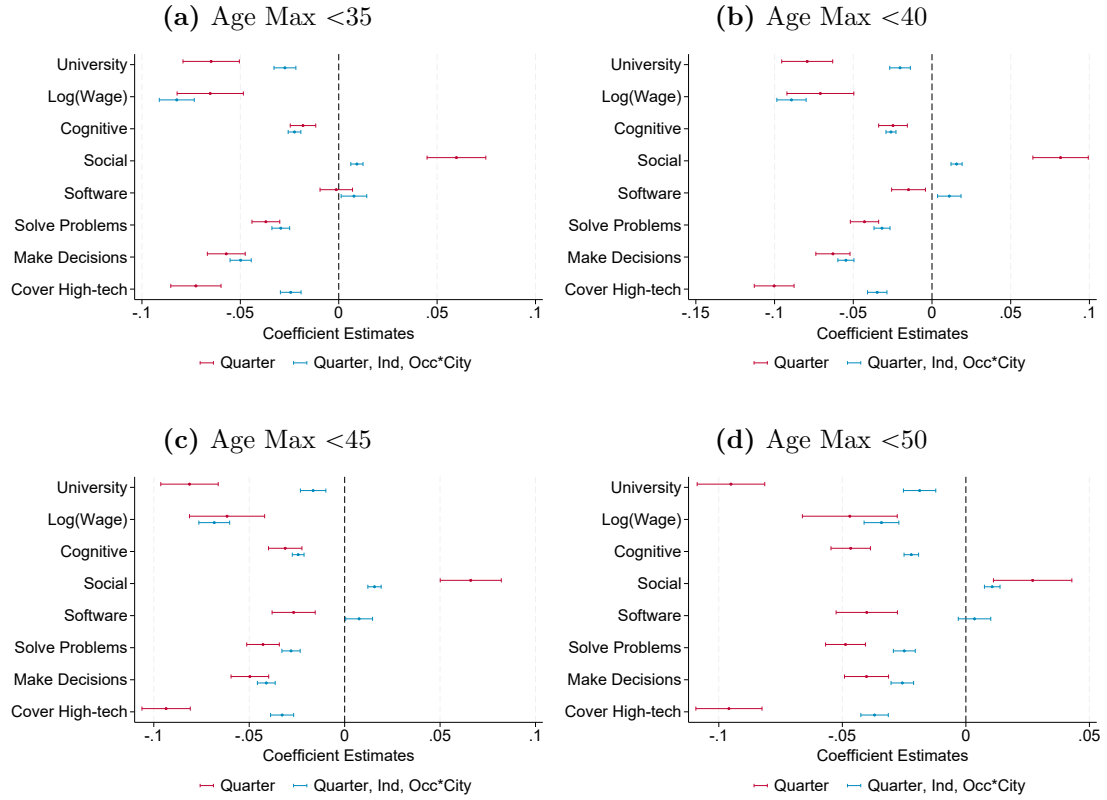 (a) Age Max <35
University
Log(Wage)
Cognitive
Social
Software
Solve Problems
Make Decisions
Cover High-tech
-.1 -.05 0 .05 .1
Coefficient Estimates
Quarter Quarter, Ind, Occ*City
(b) Age Max <40
University
Log(Wage)
Cognitive
Social
Software
Solve Problems
Make Decisions
Cover High-tech
-.15 -.1 -.05 0 .05 .1
Coefficient Estimates
Quarter Quarter, Ind, Occ*City
(c) Age Max <45
University
Log(Wage)
Cognitive
Social
Software
Solve Problems
Make Decisions
Cover High-tech
-.1 -.05 0 .05 .1
Coefficient Estimates
Quarter Quarter, Ind, Occ*City
(d) Age Max <50
University
Log(Wage)
Cognitive
Social
Software
Solve Problems
Make Decisions
Cover High-tech
-.1 -.05 0 .05
Coefficient Estimates
Quarter Quarter, Ind, Occ*City